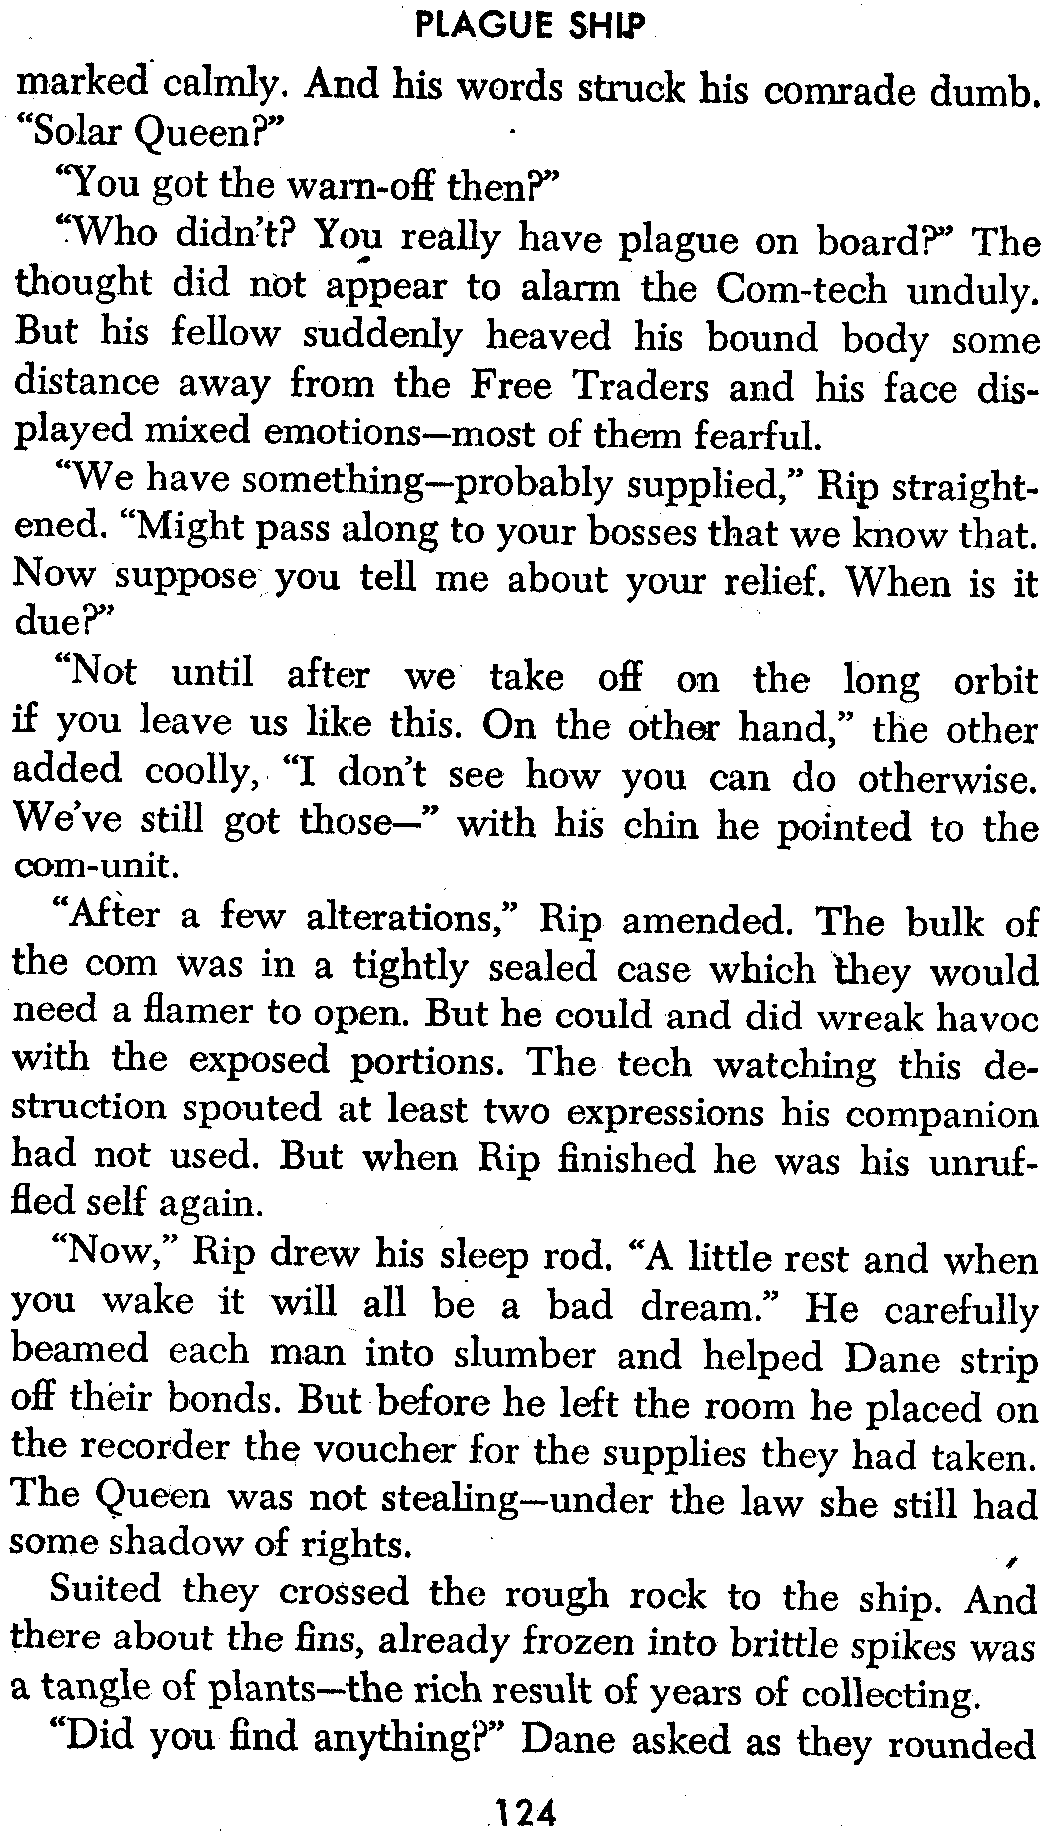 PLAGUE SHIP
marked calmly. And his words struck his comrade dumb.
“Solar Queen?”
“You got the warn-off then?”
“Who didn't? You really have plague on board?” The
thought did not appear to alarm the Com-tech unduly.
But his fellow suddenly heaved his bound body some
distance away from the Free Traders and his face dis-
played mixed emotions—most of them fearful.
“We have something—probably supplied,” Rip straight-
ened. “Might pass along to your bosses that we know that.
Now suppose you tell me about your relief. When is it
due?”
“Not until after we take off on the long orbit
if you leave us like this. On the other hand,” the other
added coolly, “I don't see how you can do otherwise.
We've still got those—” with his chin he pointed to the
com-unit.
“After a few alterations,” Rip amended. The bulk of
the com was in a tightly sealed case which they would
need a flamer to open. But he could and did wreak havoc
with the exposed portions. The tech watching this de-
struction spouted at least two expressions his companion
had not used. But when Rip finished he was his unruf-
fled self again.
“Now,” Rip drew his sleep rod. “A little rest and when
you wake it will all be a bad dream.” He carefully
beamed each man into slumber and helped Dane strip
off their bonds. But before he left the room he placed on
the recorder the voucher for the supplies they had taken.
The Queen was not stealing—under the law she still had
some shadow of rights.
Suited they crossed the rough rock to the ship. And
there about the fins, already frozen into brittle spikes was
a tangle of plants—the rich result of years of collecting.
“Did you find anything?” Dane asked as they rounded
124